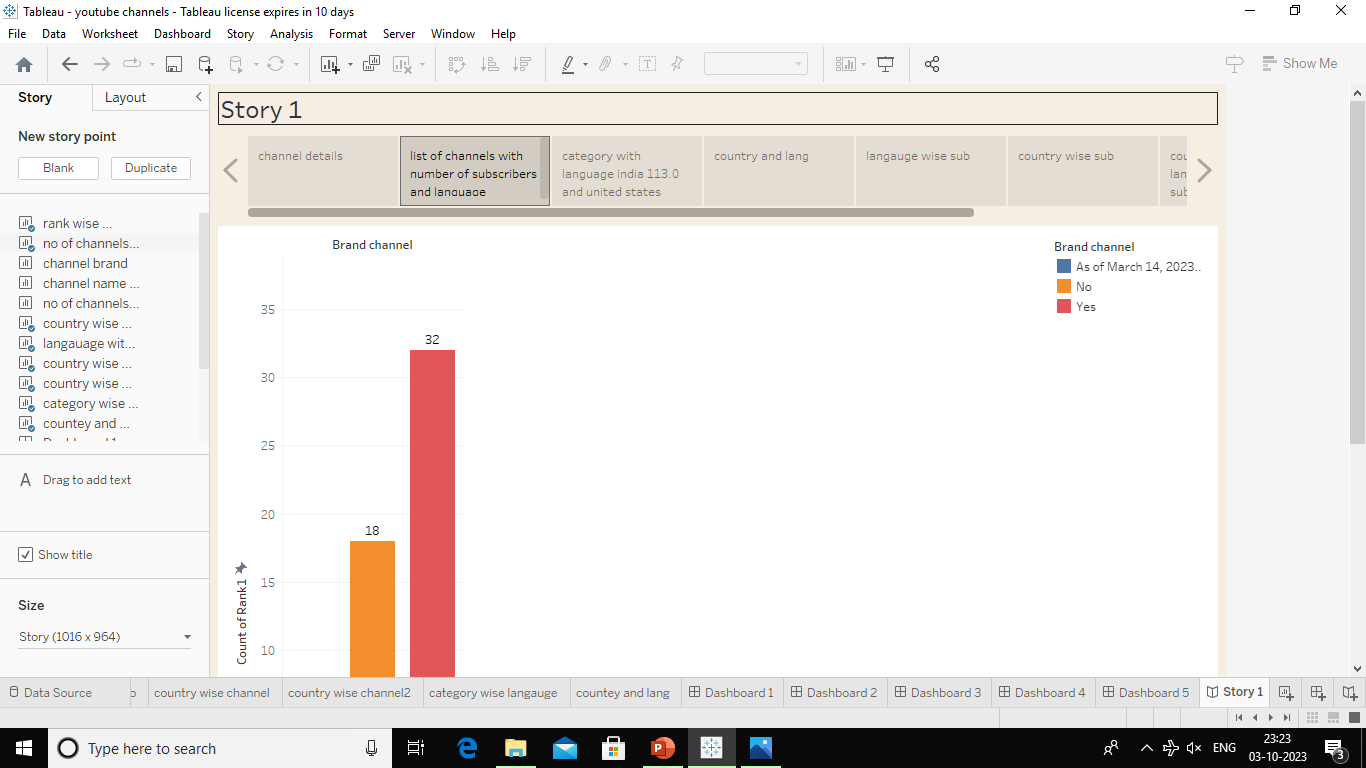 Tableau - youtube channels - Tableau license expires in 10 days
File Data Worksheet Dashboard Story Analysis Format Server Window Help
Show Me
Story Layout
New story point
Blank Duplicate
rank wise ...
no of channels...
channel brand
channel name ...
no of channels...
country wise ...
langauage wit...
country wise ...
country wise ...
category wise ...
countey and ...
A Drag to add text
Show title
Size
Story (1016 x 964)
Story 1
channel details
list of channels with
number of subscribers
and language
category with
language india 113.0
and united states
country and lang
langauge wise sub
country wise sub
cou
lan
sub
Brand channel
35
30
25
20
15
10
32
18
Count of Rank1
Brand channel
As of March 14, 2023..
No
Yes
Data Source country wise channel country wise channel2 category wise langauge countey and lang Dashboard 1 Dashboard 2 Dashboard 3 Dashboard 4 Dashboard 5 Story 1
Type here to search
ENG
23:23
03-10-2023
3